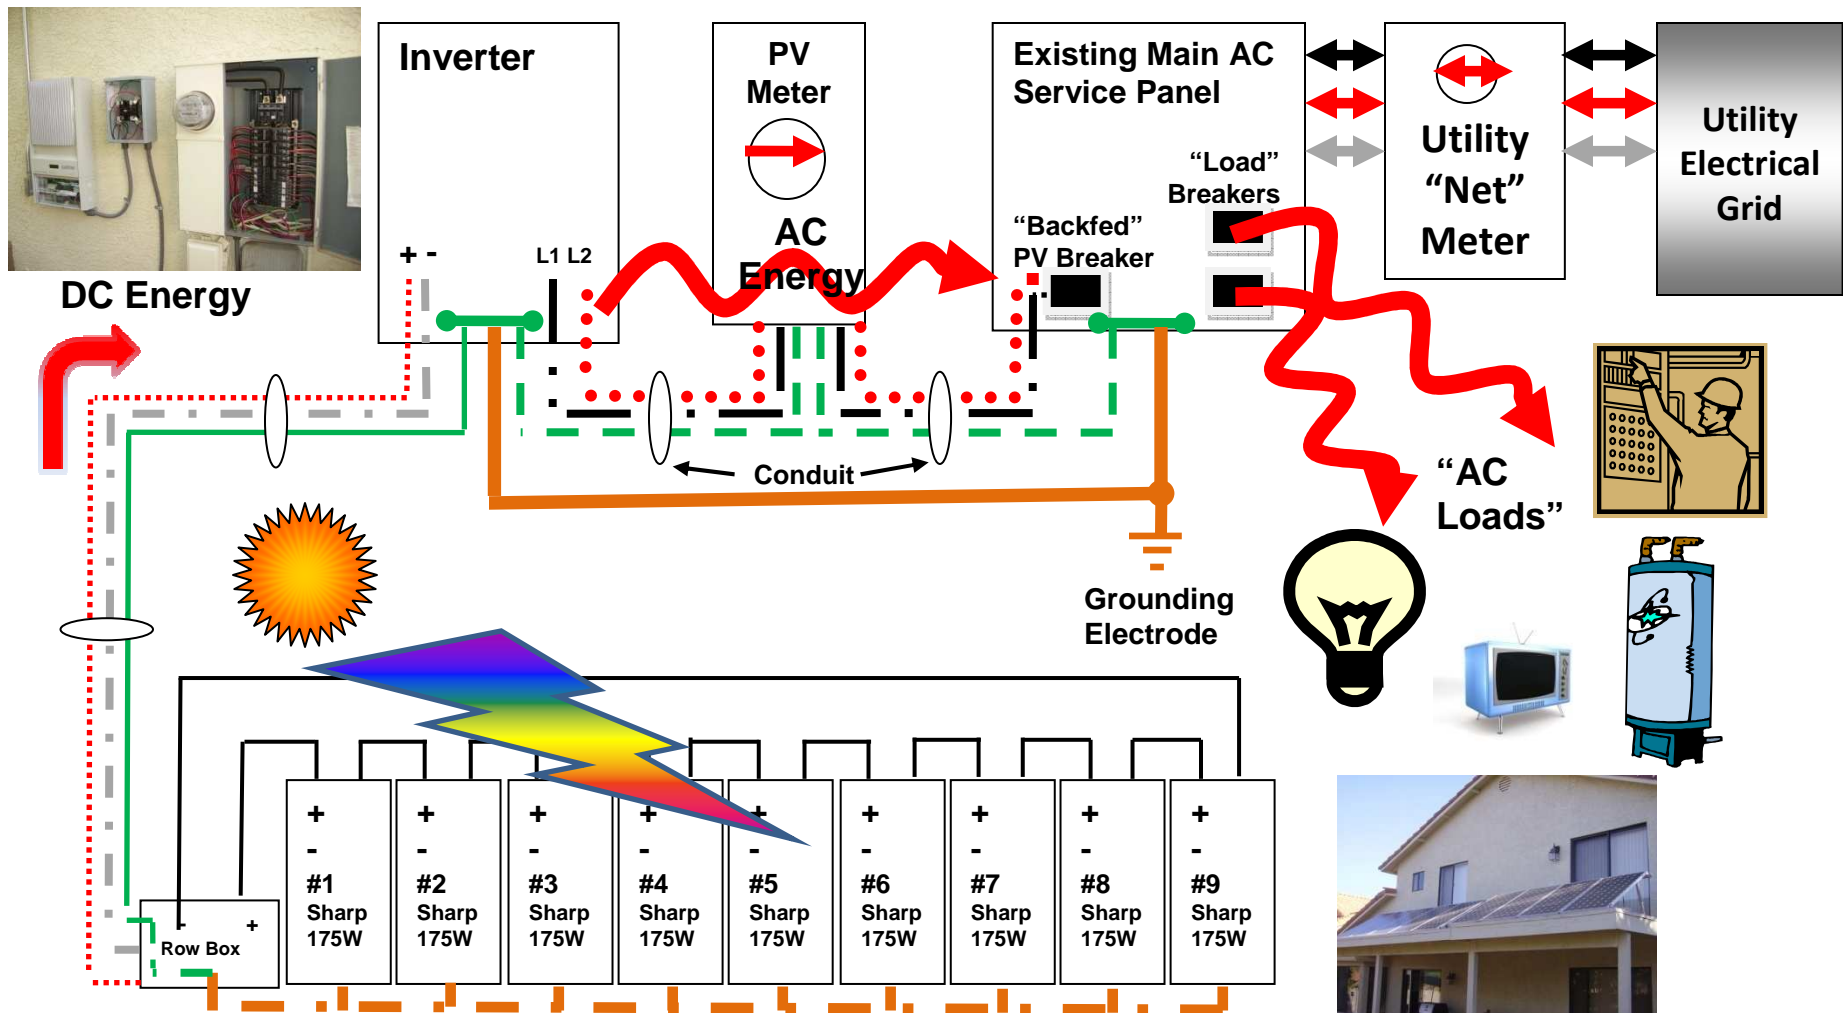 Inverter
PV
Meter
Existing Main AC
Service Panel
Utility
“Net”
Meter
Utility
Electrical
Grid
“Load”
Breakers
“Backfed”
PV Breaker
AC
Energy
+ -
L1 L2
DC Energy
Conduit
“AC
Loads”
Grounding
Electrode
- +
Row Box
+
-
#1
Sharp
175W
+
-
#2
Sharp
175W
+
-
#3
Sharp
175W
+
-
#4
Sharp
175W
+
-
#5
Sharp
175W
+
-
#6
Sharp
175W
+
-
#7
Sharp
175W
+
-
#8
Sharp
175W
+
-
#9
Sharp
175W